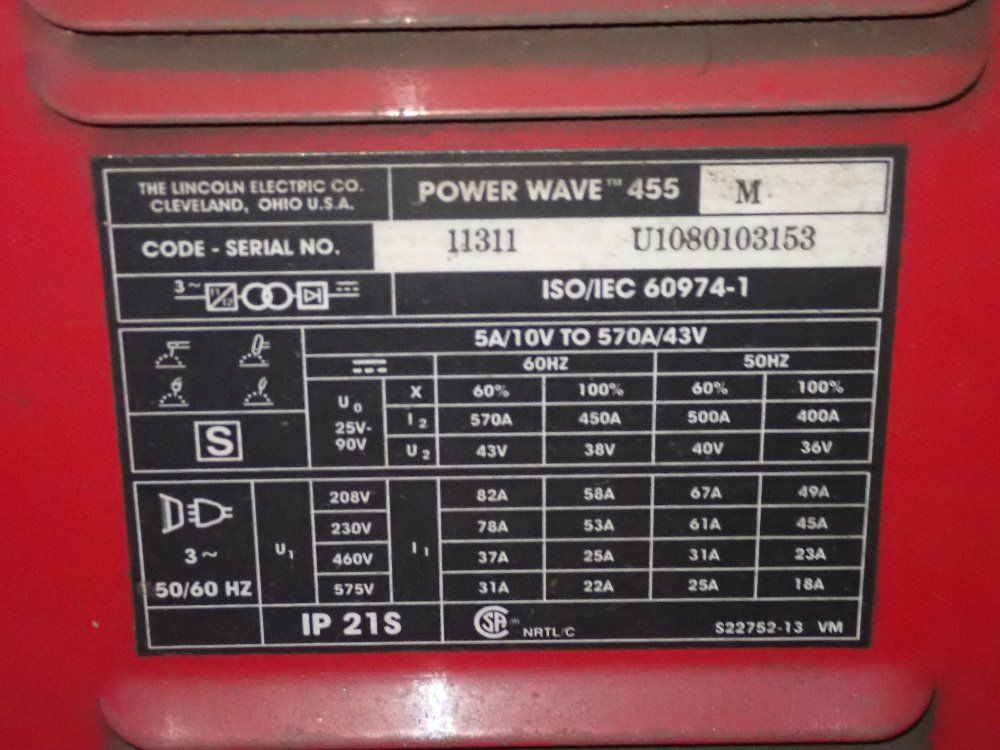 THE LINCOLN ELECTRIC CO.
CLEVELAND, OHIO U.S.A.
POWER WAVE™ 455 M
CODE - SERIAL NO. 11311 U1080103153
3~
ISO/IEC 60974-1
5A/10V TO 570A/43V
60HZ 50HZ
X 60% 100% 60% 100%
U0 25V-90V
I2 570A 450A 500A 400A
U2 43V 38V 40V 36V
S
208V 82A 58A 67A 49A
230V 78A 53A 61A 45A
U1 I1
460V 37A 25A 31A 23A
575V 31A 22A 25A 18A
3~
50/60 HZ
IP 21S
NRTL/C
S22752-13 VM